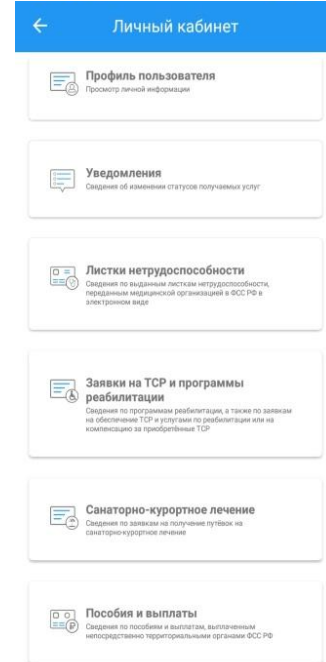 Личный кабинет
Профиль пользователя
Просмотр личной информации
Уведомления
Сведения об изменении статусов получаемых услуг
Листки нетрудоспособности
Сведения по выданным листкам нетрудоспособности,
переданным медицинской организацией в ФСС РФ в
электронном виде
Заявки на ТСР и программы
реабилитации
Сведения по программам реабилитации, а также по заявкам
на обеспечение ТСР и услугами по реабилитации или на
компенсацию за приобретённые ТСР
Санаторно-курортное лечение
Сведения по заявкам на получение путёвок на
санаторно-курортное лечение
Пособия и выплаты
Сведения по пособиям и выплатам, выплаченным
непосредственно территориальными органами ФСС РФ